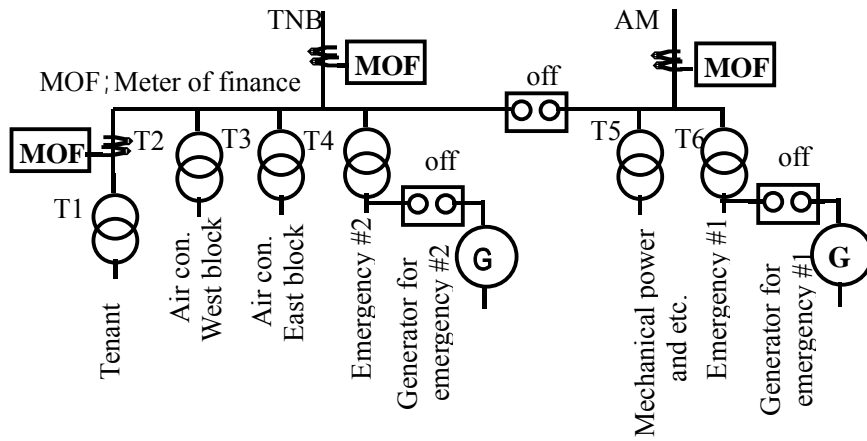 TNB
AM
MOF
MOF
MOF ; Meter of finance
off
MOF
T2
T3
T4
T5
T6
off
off
T1
G
G
Tenant
Air con.
West block
Air con.
East block
Emergency #2
Generator for
emergency #2
Mechanical power
and etc.
Emergency #1
Generator for
emergency #1